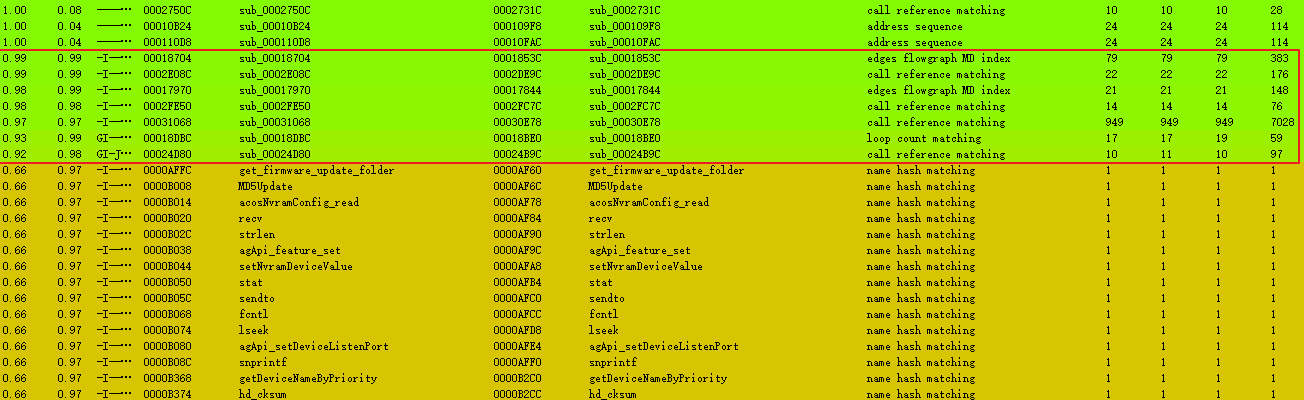 1.00 0.08 ——⋯ 0002750C sub_0002750C 0002731C sub_0002731C call reference matching 10 10 10 28
1.00 0.04 ——⋯ 00010B24 sub_00010B24 000109F8 sub_000109F8 address sequence 24 24 24 114
1.00 0.04 ——⋯ 000110D8 sub_000110D8 00010FAC sub_00010FAC address sequence 24 24 24 114
0.99 0.99 -I—⋯ 00018704 sub_00018704 0001853C sub_0001853C edges flowgraph MD index 79 79 79 383
0.99 0.99 -I—⋯ 0002E08C sub_0002E08C 0002DE9C sub_0002DE9C call reference matching 22 22 22 176
0.98 0.99 -I—⋯ 00017970 sub_00017970 00017844 sub_00017844 edges flowgraph MD index 21 21 21 148
0.98 0.98 -I—⋯ 0002FE50 sub_0002FE50 0002FC7C sub_0002FC7C call reference matching 14 14 14 76
0.97 0.97 -I—⋯ 00031068 sub_00031068 00030E78 sub_00030E78 call reference matching 949 949 949 7028
0.93 0.99 GI—⋯ 00018DBC sub_00018DBC 00018BE0 sub_00018BE0 loop count matching 17 17 19 59
0.92 0.98 GI-J⋯ 00024D80 sub_00024D80 00024B9C sub_00024B9C call reference matching 10 11 10 97
0.66 0.97 -I—⋯ 0000AFFC get_firmware_update_folder 0000AF60 get_firmware_update_folder name hash matching 1 1 1 1
0.66 0.97 -I—⋯ 0000B008 MD5Update 0000AF6C MD5Update name hash matching 1 1 1 1
0.66 0.97 -I—⋯ 0000B014 acosNvramConfig_read 0000AF78 acosNvramConfig_read name hash matching 1 1 1 1
0.66 0.97 -I—⋯ 0000B020 recv 0000AF84 recv name hash matching 1 1 1 1
0.66 0.97 -I—⋯ 0000B02C strlen 0000AF90 strlen name hash matching 1 1 1 1
0.66 0.97 -I—⋯ 0000B038 agApi_feature_set 0000AF9C agApi_feature_set name hash matching 1 1 1 1
0.66 0.97 -I—⋯ 0000B044 setNvramDeviceValue 0000AFA8 setNvramDeviceValue name hash matching 1 1 1 1
0.66 0.97 -I—⋯ 0000B050 stat 0000AFB4 stat name hash matching 1 1 1 1
0.66 0.97 -I—⋯ 0000B05C sendto 0000AFC0 sendto name hash matching 1 1 1 1
0.66 0.97 -I—⋯ 0000B068 fcntl 0000AFCC fcntl name hash matching 1 1 1 1
0.66 0.97 -I—⋯ 0000B074 lseek 0000AFD8 lseek name hash matching 1 1 1 1
0.66 0.97 -I—⋯ 0000B080 agApi_setDeviceListenPort 0000AFE4 agApi_setDeviceListenPort name hash matching 1 1 1 1
0.66 0.97 -I—⋯ 0000B08C snprintf 0000AFF0 snprintf name hash matching 1 1 1 1
0.66 0.97 -I—⋯ 0000B368 getDeviceNameByPriority 0000B2C0 getDeviceNameByPriority name hash matching 1 1 1 1
0.66 0.97 -I—⋯ 0000B374 hd_cksum 0000B2CC hd_cksum name hash matching 1 1 1 1